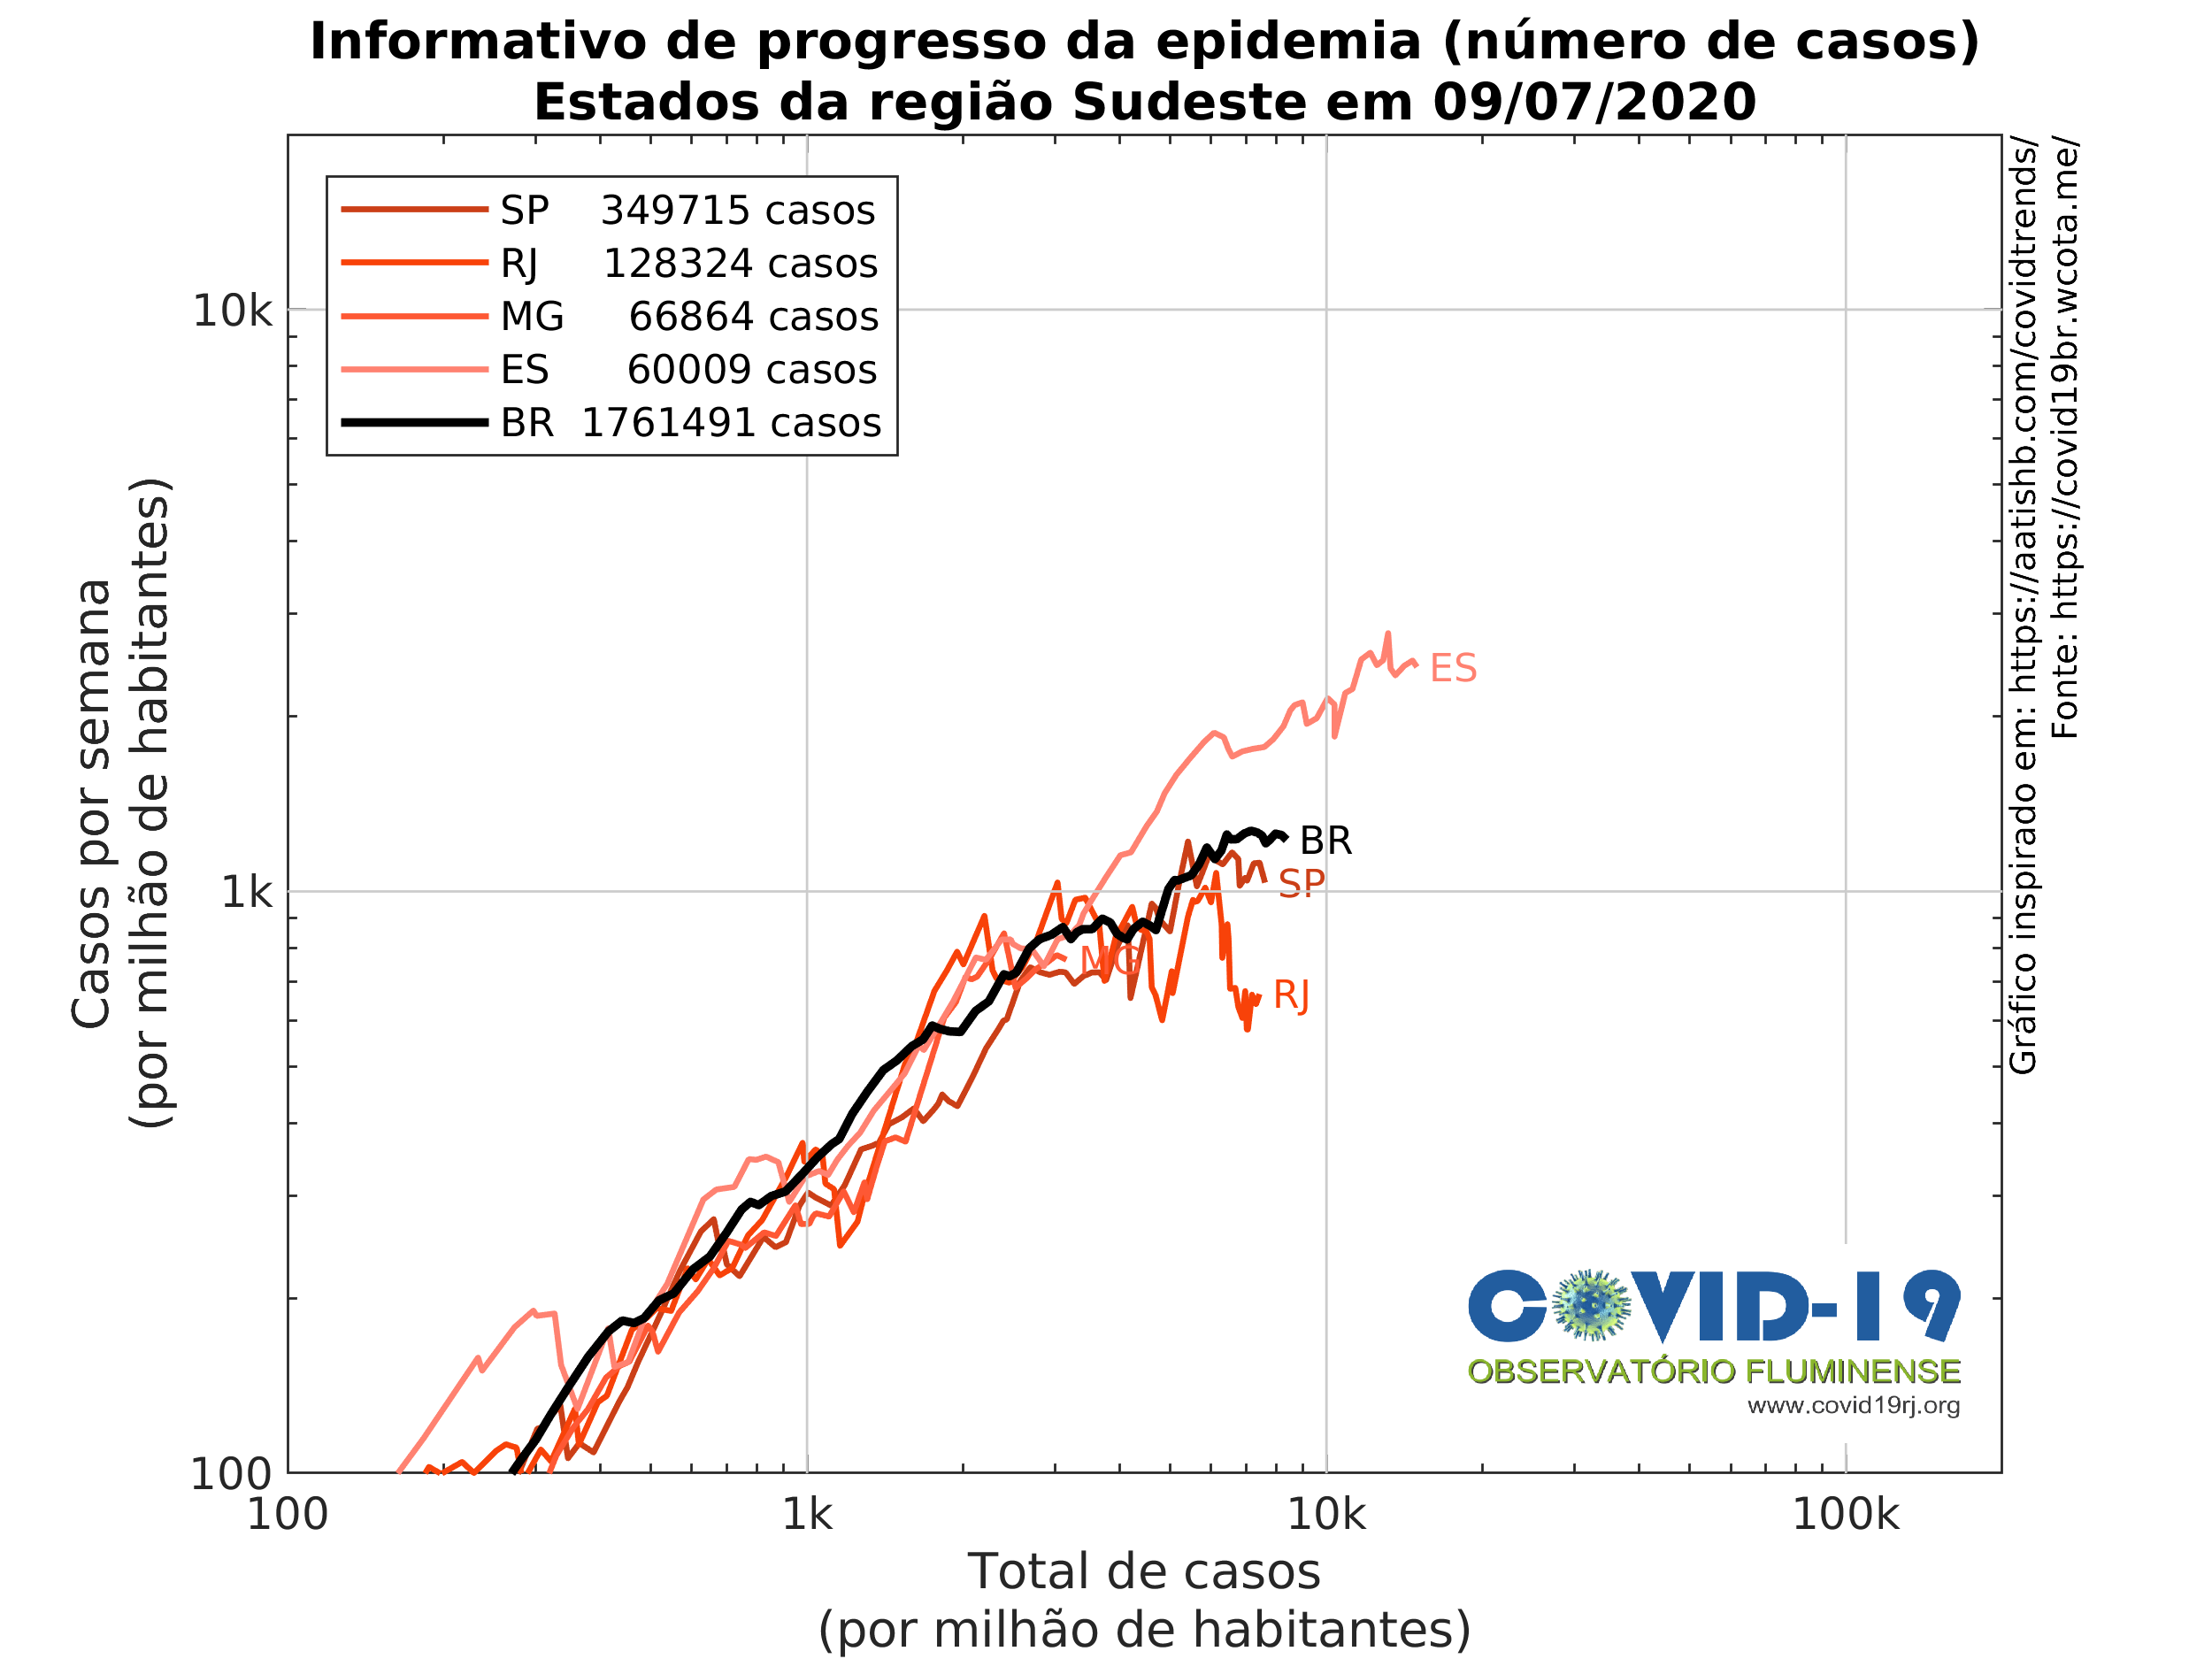 Informativo de progresso da epidemia (número de casos)
Estados da região Sudeste em 09/07/2020
SP 349715 casos
RJ 128324 casos
MG 66864 casos
ES 60009 casos
BR 1761491 casos
10k
1k
100
Casos por semana
(por milhão de habitantes)
ES
BR
SP
MG
RJ
Gráfico inspirado em: https://aatishb.com/covidtrends/
Fonte: https://covid19br.wcota.me/
COVID-19
OBSERVATÓRIO FLUMINENSE
www.covid19rj.org
100
1k
10k
100k
Total de casos
(por milhão de habitantes)